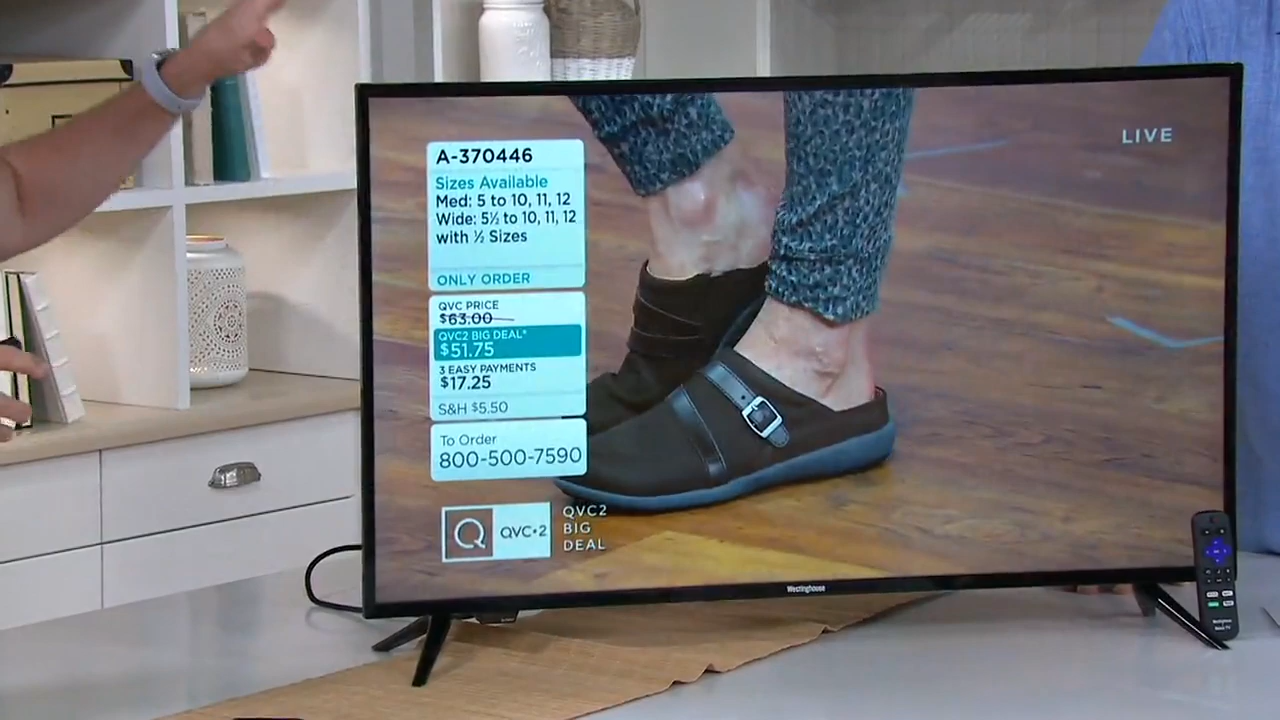 LIVE
A-370446
Sizes Available
Med: 5 to 10, 11, 12
Wide: 5½ to 10, 11, 12
with ½ Sizes
ONLY ORDER
QVC PRICE
$63.00
QVC2 BIG DEAL*
$51.75
3 EASY PAYMENTS
$17.25
S&H $5.50
To Order
800-500-7590
Q QVC•2
QVC2
BIG
DEAL
Westinghouse